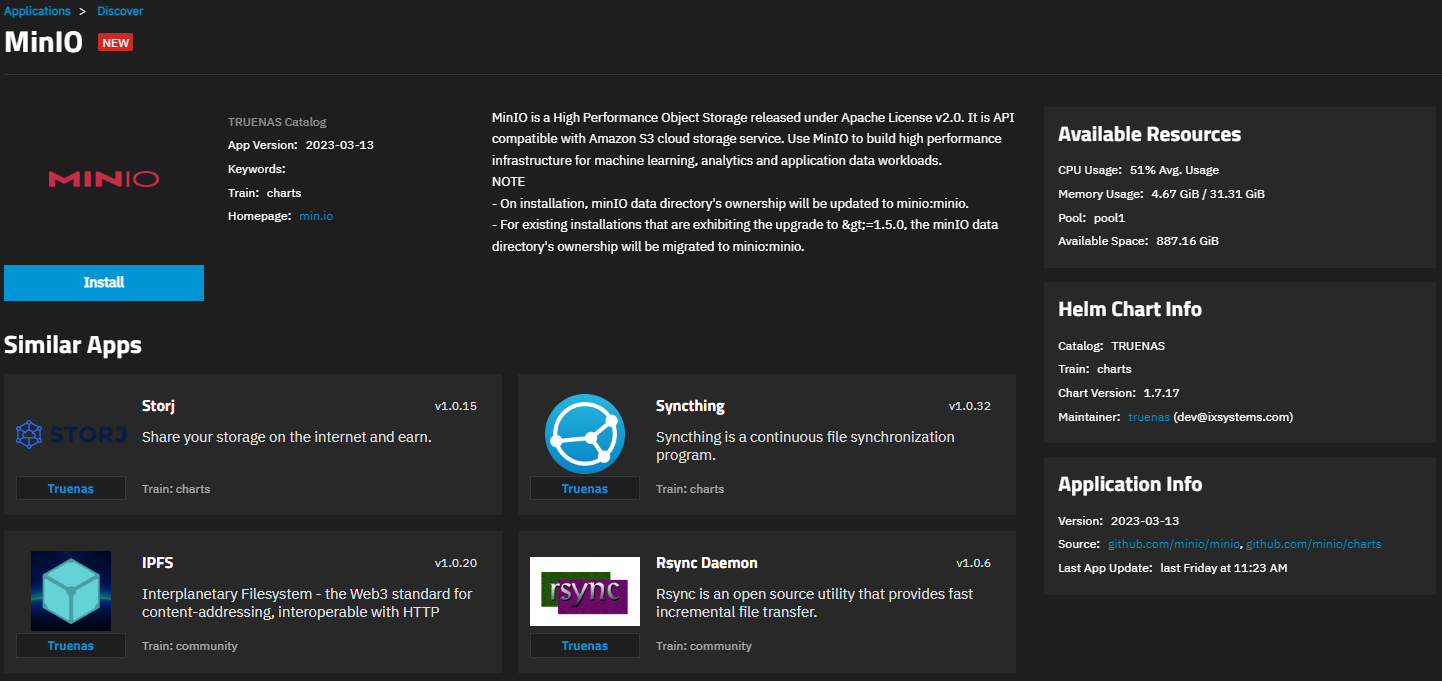 Applications > Discover
MinIO NEW
MINIO
TRUENAS Catalog
App Version: 2023-03-13
Keywords:
Train: charts
Homepage: min.io
Install
MinIO is a High Performance Object Storage released under Apache License v2.0. It is API
compatible with Amazon S3 cloud storage service. Use MinIO to build high performance
infrastructure for machine learning, analytics and application data workloads.
NOTE
- On installation, minIO data directory's ownership will be updated to minio:minio.
- For existing installations that are exhibiting the upgrade to &gt;=1.5.0, the minIO data
directory's ownership will be migrated to minio:minio.
Available Resources
CPU Usage: 51% Avg. Usage
Memory Usage: 4.67 GiB / 31.31 GiB
Pool: pool1
Available Space: 887.16 GiB
Helm Chart Info
Catalog: TRUENAS
Train: charts
Chart Version: 1.7.17
Maintainer: truenas (dev@ixsystems.com)
Application Info
Version: 2023-03-13
Source: github.com/minio/minio, github.com/minio/charts
Last App Update: last Friday at 11:23 AM
Similar Apps
STORJ
Storj v1.0.15
Share your storage on the internet and earn.
Truenas Train: charts
Syncthing v1.0.32
Syncthing is a continuous file synchronization
program.
Truenas Train: charts
IPFS v1.0.20
Interplanetary Filesystem - the Web3 standard for
content-addressing, interoperable with HTTP
Truenas Train: community
rsync
Rsync Daemon v1.0.6
Rsync is an open source utility that provides fast
incremental file transfer.
Truenas Train: community